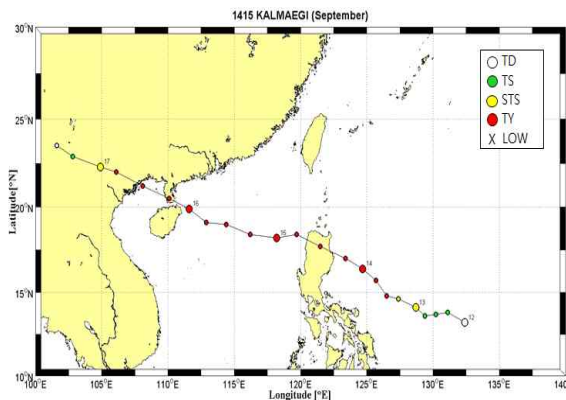 1415 KALMAEGI (September)
30°N
25°N
20°N
15°N
10°N
Latitude[°N]
TD
TS
STS
TY
X LOW
17
16
15
14
13
12
100°E 105°E 110°E 115°E 120°E 125°E 130°E 135°E 140°E
Longitude [°E]